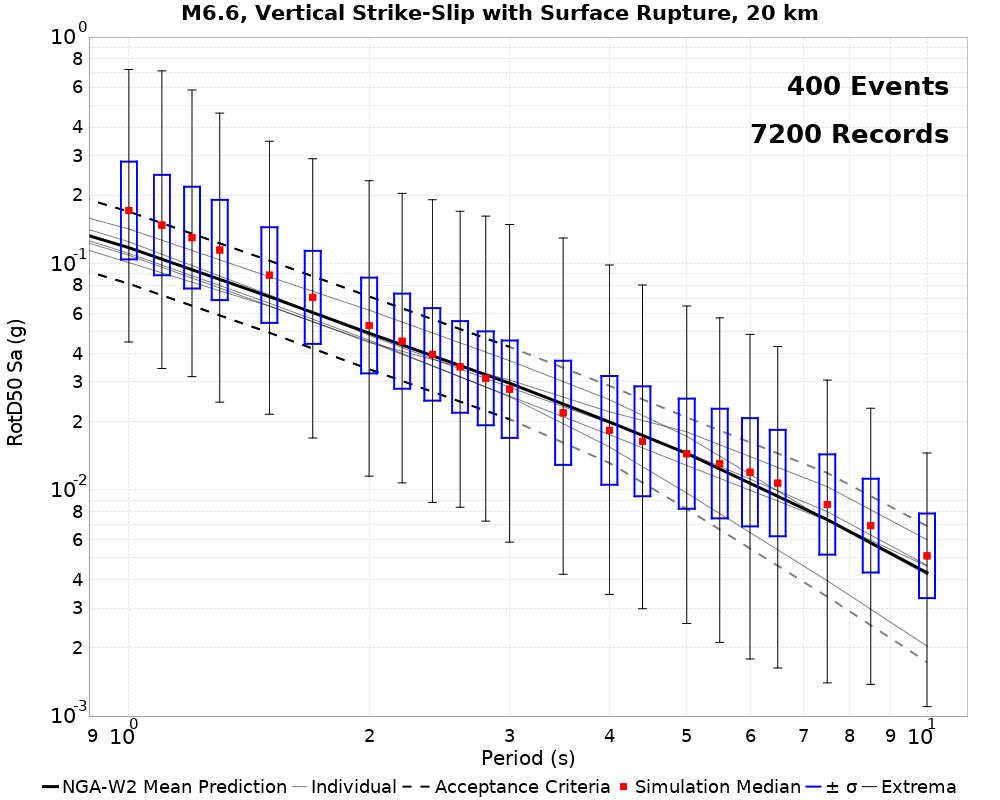 M6.6, Vertical Strike-Slip with Surface Rupture, 20 km
400 Events
7200 Records
RotD50 Sa (g)
10^0
8
6
4
3
2
10^-1
8
6
4
3
2
10^-2
8
6
4
3
2
10^-3
9 10^0 2 3 4 5 6 7 8 9 10^1
Period (s)
NGA-W2 Mean Prediction Individual Acceptance Criteria Simulation Median ± σ Extrema